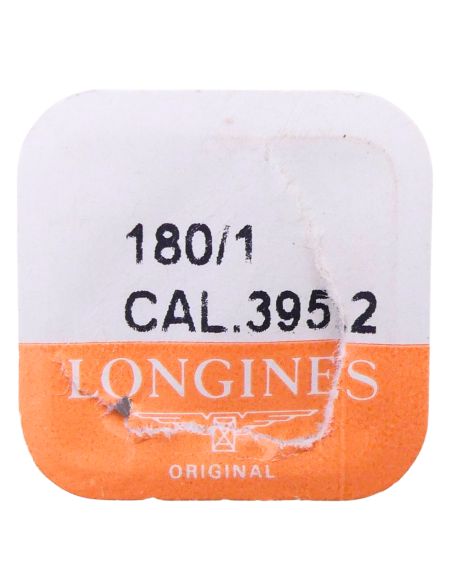 180/1
CAL.395.2
LONGINES
ORIGINAL